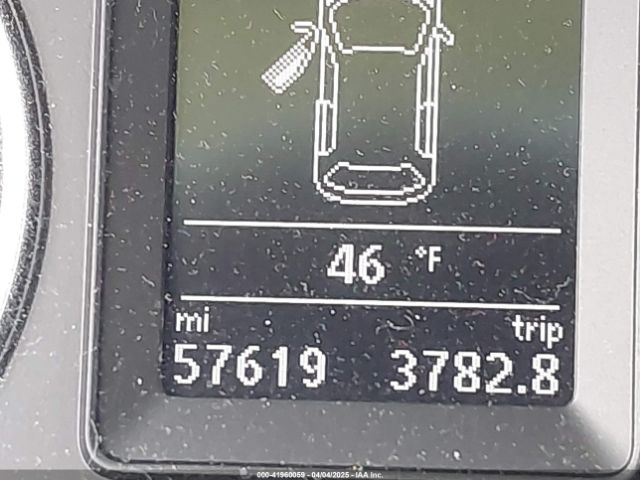 46 °F
mi trip
57619 3782.8
000-41960059 - 04/04/2025 - IAA Inc.